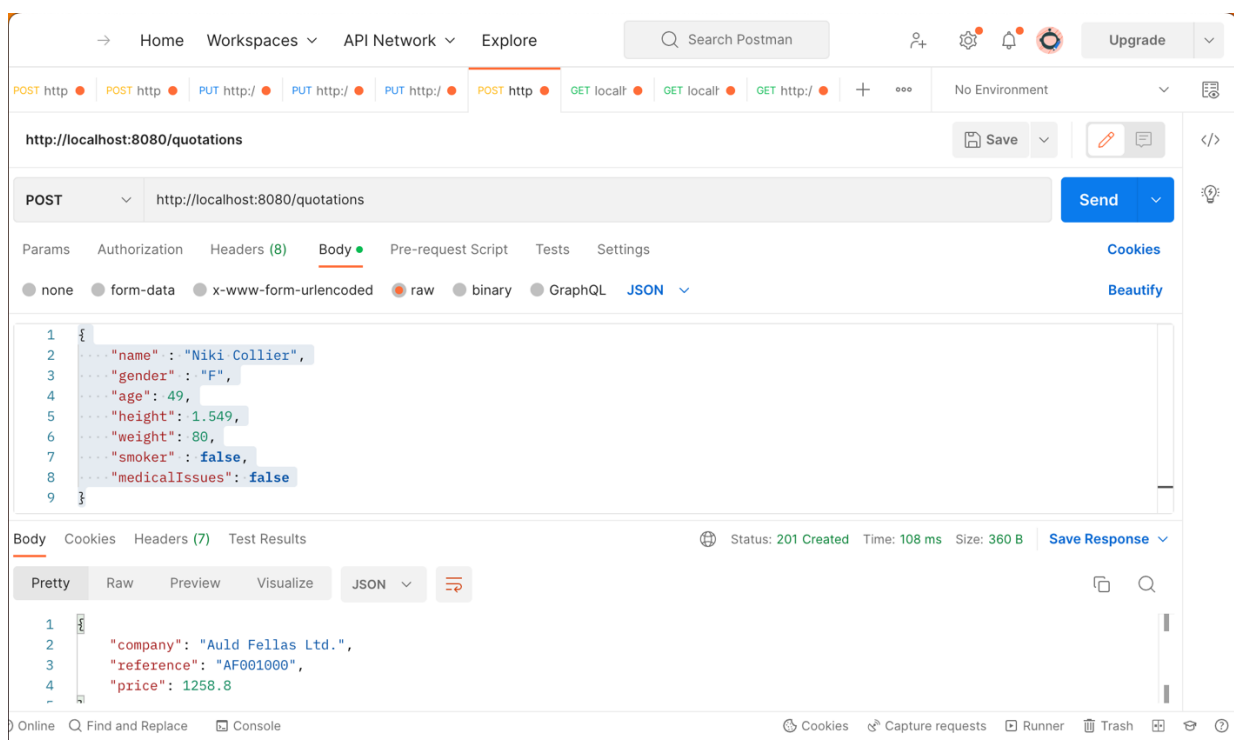 → Home Workspaces API Network Explore Search Postman Upgrade
POST http POST http PUT http:/ PUT http:/ PUT http:/ POST http GET localh GET localh GET http:/ + ooo No Environment
http://localhost:8080/quotations Save </>
POST http://localhost:8080/quotations Send
Params Authorization Headers (8) Body Pre-request Script Tests Settings Cookies
none form-data x-www-form-urlencoded raw binary GraphQL JSON Beautify
1 {
2 ····"name"·:·"Niki·Collier",
3 ····"gender"·:·"F",
4 ····"age":·49,
5 ····"height":·1.549,
6 ····"weight":·80,
7 ····"smoker"·:·false,
8 ····"medicalIssues":·false
9 }
Body Cookies Headers (7) Test Results Status: 201 Created Time: 108 ms Size: 360 B Save Response
Pretty Raw Preview Visualize JSON
1 {
2 "company": "Auld Fellas Ltd.",
3 "reference": "AF001000",
4 "price": 1258.8
Online Find and Replace Console Cookies Capture requests Runner Trash